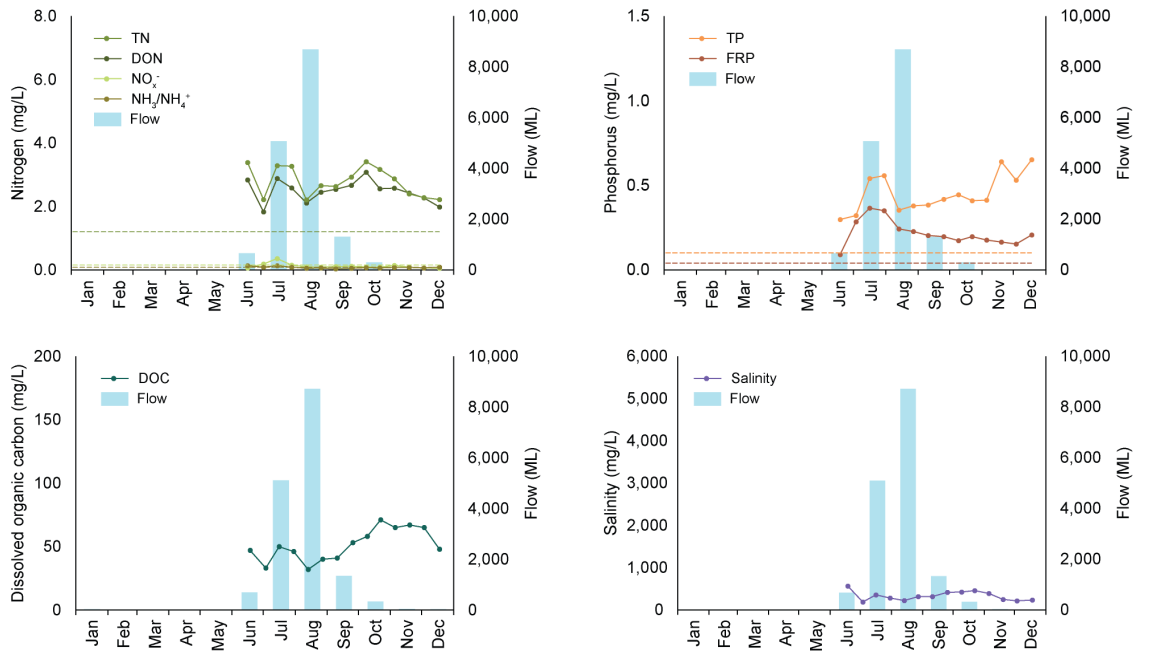 Nitrogen (mg/L)
8.0
6.0
4.0
2.0
0.0
TN
DON
NOx-
NH3/NH4+
Flow
10,000
8,000
6,000
4,000
2,000
0
Flow (ML)
Jan Feb Mar Apr May Jun Jul Aug Sep Oct Nov Dec
Phosphorus (mg/L)
1.5
1.0
0.5
0.0
TP
FRP
Flow
10,000
8,000
6,000
4,000
2,000
0
Flow (ML)
Jan Feb Mar Apr May Jun Jul Aug Sep Oct Nov Dec
Dissolved organic carbon (mg/L)
200
150
100
50
0
DOC
Flow
10,000
8,000
6,000
4,000
2,000
0
Flow (ML)
Jan Feb Mar Apr May Jun Jul Aug Sep Oct Nov Dec
Salinity (mg/L)
6,000
5,000
4,000
3,000
2,000
1,000
0
Salinity
Flow
10,000
8,000
6,000
4,000
2,000
0
Flow (ML)
Jan Feb Mar Apr May Jun Jul Aug Sep Oct Nov Dec